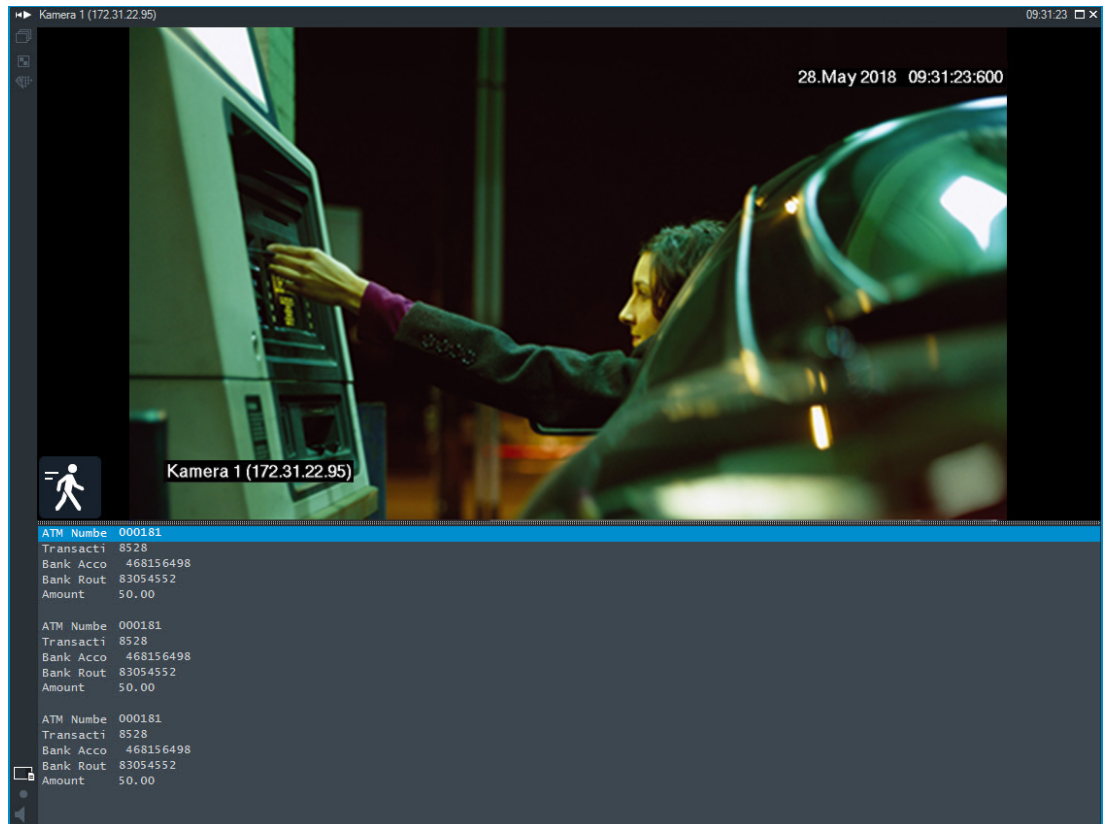 Kamera 1 (172.31.22.95) 09:31:23
28.May 2018 09:31:23:600
Kamera 1 (172.31.22.95)
ATM Numbe 000181
Transacti 8528
Bank Acco 468156498
Bank Rout 83054552
Amount 50.00
ATM Numbe 000181
Transacti 8528
Bank Acco 468156498
Bank Rout 83054552
Amount 50.00
ATM Numbe 000181
Transacti 8528
Bank Acco 468156498
Bank Rout 83054552
Amount 50.00